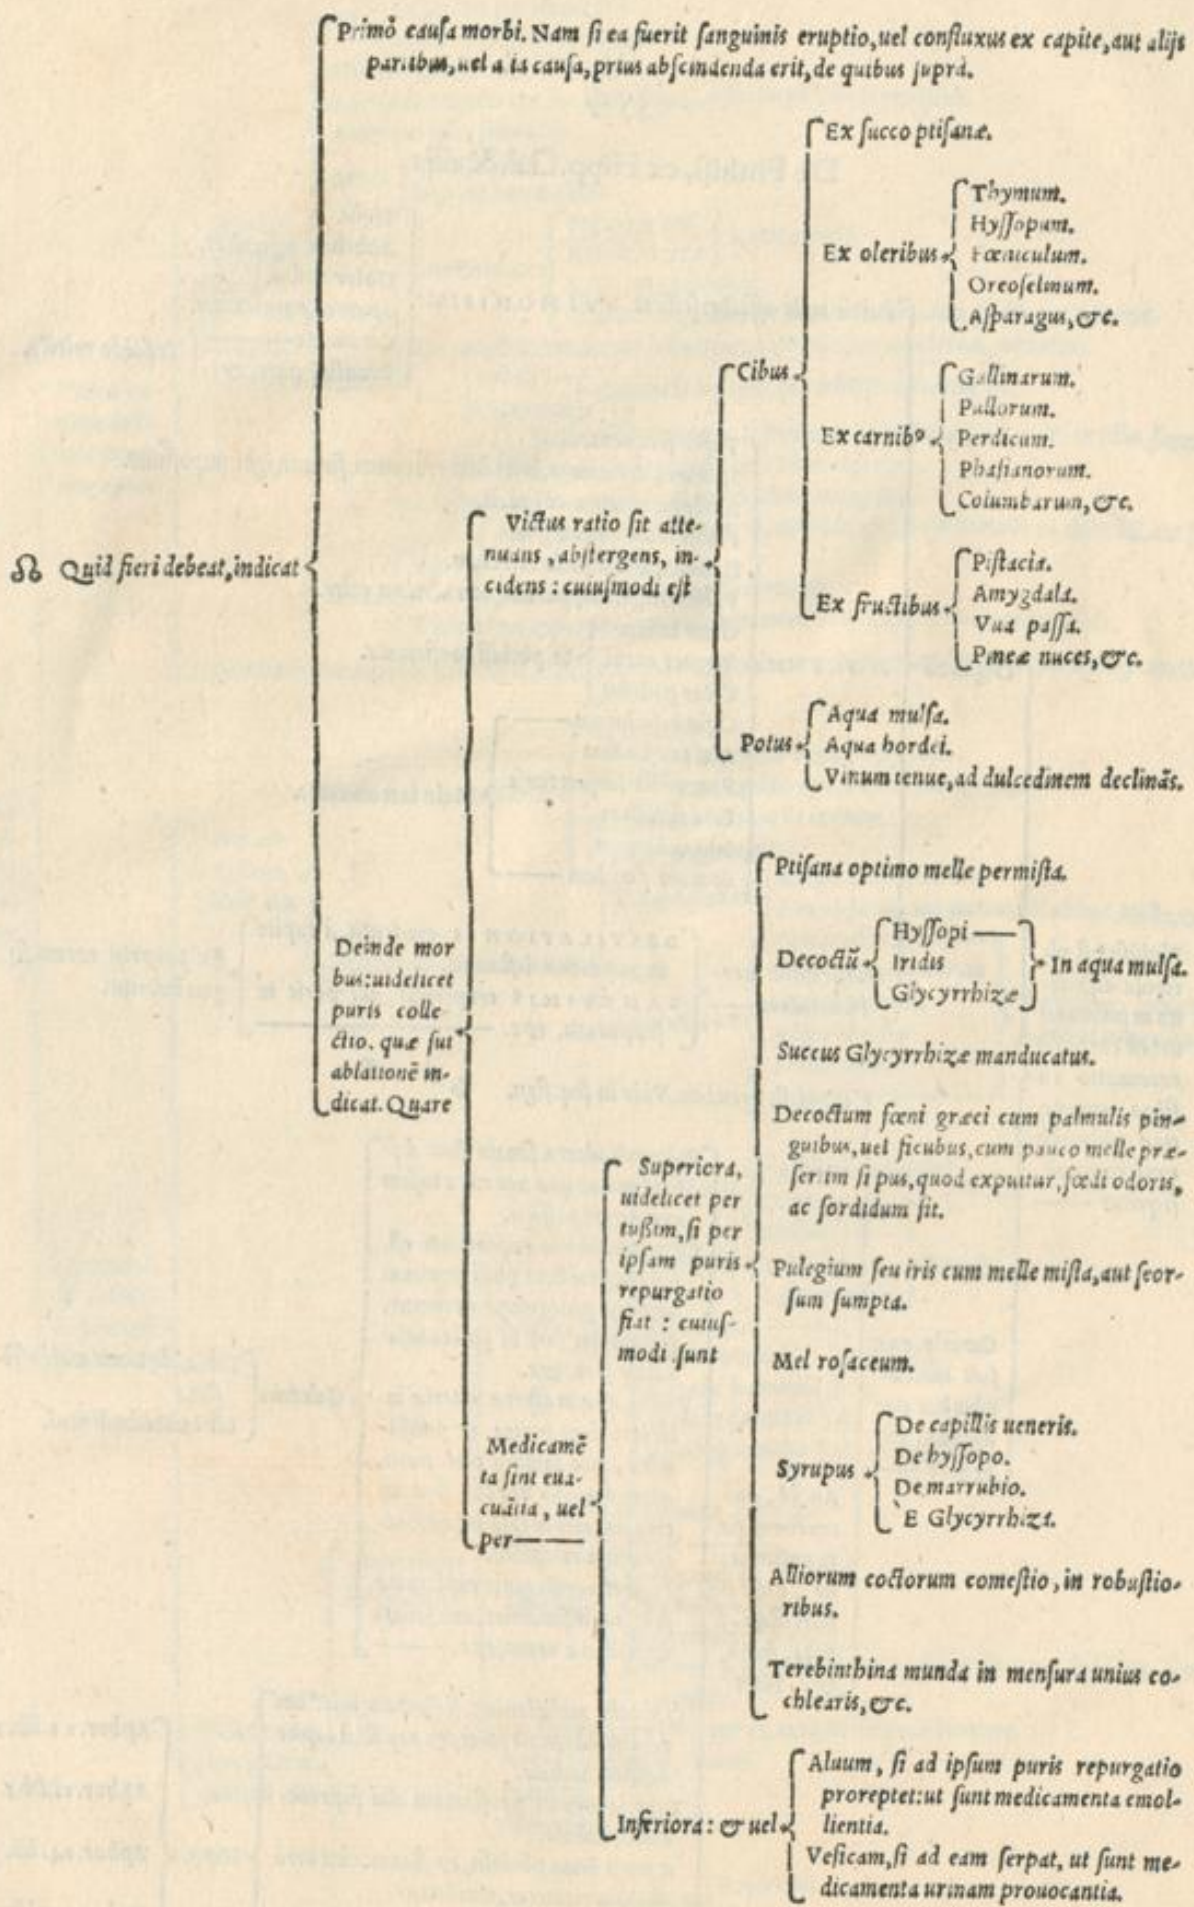 Primò causa morbi. Nam si ea fuerit sanguinis eruptio, uel confluxus ex capite, aut alijs
partibus, uel alia causa, prius abscindenda erit, de quibus suprà.
☊ Quid fieri debeat, indicat
Deinde mor
bus: uidelicet
puris colle
ctio. quæ sui
ablationē in-
dicat. Quare
Victus ratio sit atte-
nuans, abstergens, in-
cidens: cuiusmodi est
Cibus
Ex succo ptisanæ.
Ex oleribus
Thymum.
Hyssopum.
Fœniculum.
Oreoselinum.
Asparagus, &c.
Ex carnibꝰ
Gallinarum.
Pullorum.
Perdicum.
Phasianorum.
Columbarum, &c.
Ex fructibus
Pistacia.
Amygdala.
Vua passa.
Pineæ nuces, &c.
Potus
Aqua mulsa.
Aqua hordei.
Vinum tenue, ad dulcedinem declinās.
Medicamē
ta sint eua-
cuātia, uel
per
Superiora,
uidelicet per
tußim, si per
ipsam puris
repurgatio
fiat: cuius-
modi sunt
Ptisana optimo melle permista.
Decoctū
Hyssopi
Iridis
Glycyrrhizæ
In aqua mulsa.
Succus Glycyrrhizæ manducatus.
Decoctum fœni græci cum palmulis pin-
guibus, uel ficubus, cum pauco melle præ-
sertim si pus, quod expuitur, fœdi odoris,
ac sordidum sit.
Pulegium seu iris cum melle mista, aut seor-
sum sumpta.
Mel rosaceum.
Syrupus
De capillis ueneris.
De hyssopo.
De marrubio.
È Glycyrrhiza.
Alliorum coctorum comestio, in robustio-
ribus.
Terebinthina munda in mensura unius co-
chlearis, &c.
Inferiora: & uel
Aluum, si ad ipsum puris repurgatio
proreptet: ut sunt medicamenta emol-
lientia.
Vesicam, si ad eam serpat, ut sunt me-
dicamenta urinam prouocantia.